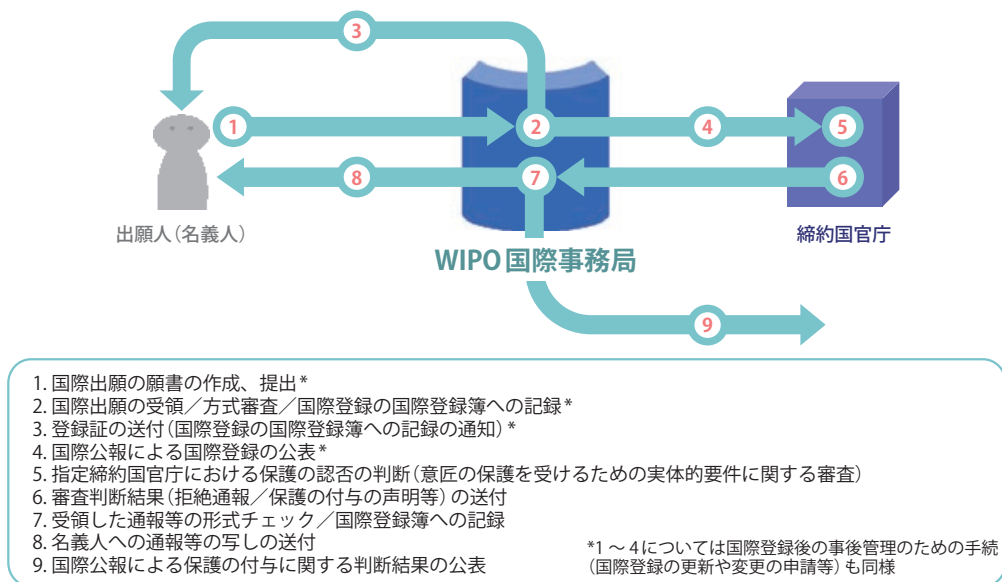 3
1
2
4
5
8
7
6
出願人(名義人)
締約国官庁
WIPO国際事務局
9
1. 国際出願の願書の作成、提出*
2. 国際出願の受領／方式審査／国際登録の国際登録簿への記録*
3. 登録証の送付(国際登録の国際登録簿への記録の通知)*
4. 国際公報による国際登録の公表*
5. 指定締約国官庁における保護の認否の判断(意匠の保護を受けるための実体的要件に関する審査)
6. 審査判断結果(拒絶通報／保護の付与の声明等)の送付
7. 受領した通報等の形式チェック／国際登録簿への記録
8. 名義人への通報等の写しの送付
9. 国際公報による保護の付与に関する判断結果の公表
*1～4については国際登録後の事後管理のための手続
(国際登録の更新や変更の申請等)も同様